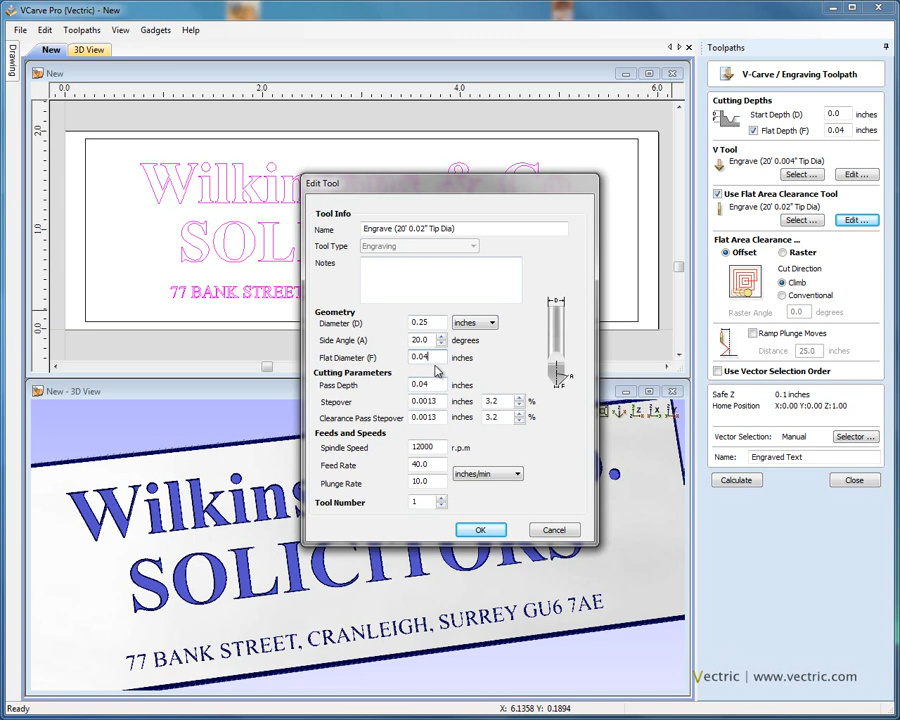 VCarve Pro (Vectric) - New
File Edit Toolpaths View Gadgets Help
Drawing
New 3D View
New
0.0 2.0 4.0 6.0
2.0
1.0
0.0
Wilkin
SOL
77 BANK STREET
New - 3D View
Wilkins
SOLICITORS
77 BANK STREET, CRANLEIGH, SURREY GU6 7AE
Edit Tool
Tool Info
Name Engrave (20' 0.02" Tip Dia)
Tool Type Engraving
Notes
Geometry
Diameter (D) 0.25 inches
Side Angle (A) 20.0 degrees
Flat Diameter (F) 0.04 inches
Cutting Parameters
Pass Depth 0.04 inches
Stepover 0.0013 inches 3.2 %
Clearance Pass Stepover 0.0013 inches 3.2 %
Feeds and Speeds
Spindle Speed 12000 r.p.m
Feed Rate 40.0
inches/min
Plunge Rate 10.0
Tool Number 1
OK Cancel
D
A
F
Toolpaths
V-Carve / Engraving Toolpath
Cutting Depths
Start Depth (D) 0.0 inches
Flat Depth (F) 0.04 inches
V Tool
Engrave (20' 0.004" Tip Dia)
Select ... Edit ...
Use Flat Area Clearance Tool
Engrave (20' 0.02" Tip Dia)
Select ... Edit ...
Flat Area Clearance ...
Offset Raster
Cut Direction
Climb
Conventional
Raster Angle 0.0 degrees
Ramp Plunge Moves
Distance 25.0 inches
Use Vector Selection Order
Safe Z 0.1 inches
Home Position X:0.00 Y:0.00 Z:1.00
Vector Selection: Manual Selector ...
Name: Engraved Text
Calculate Close
Vectric | www.vectric.com
Ready X: 6.1358 Y: 0.1894